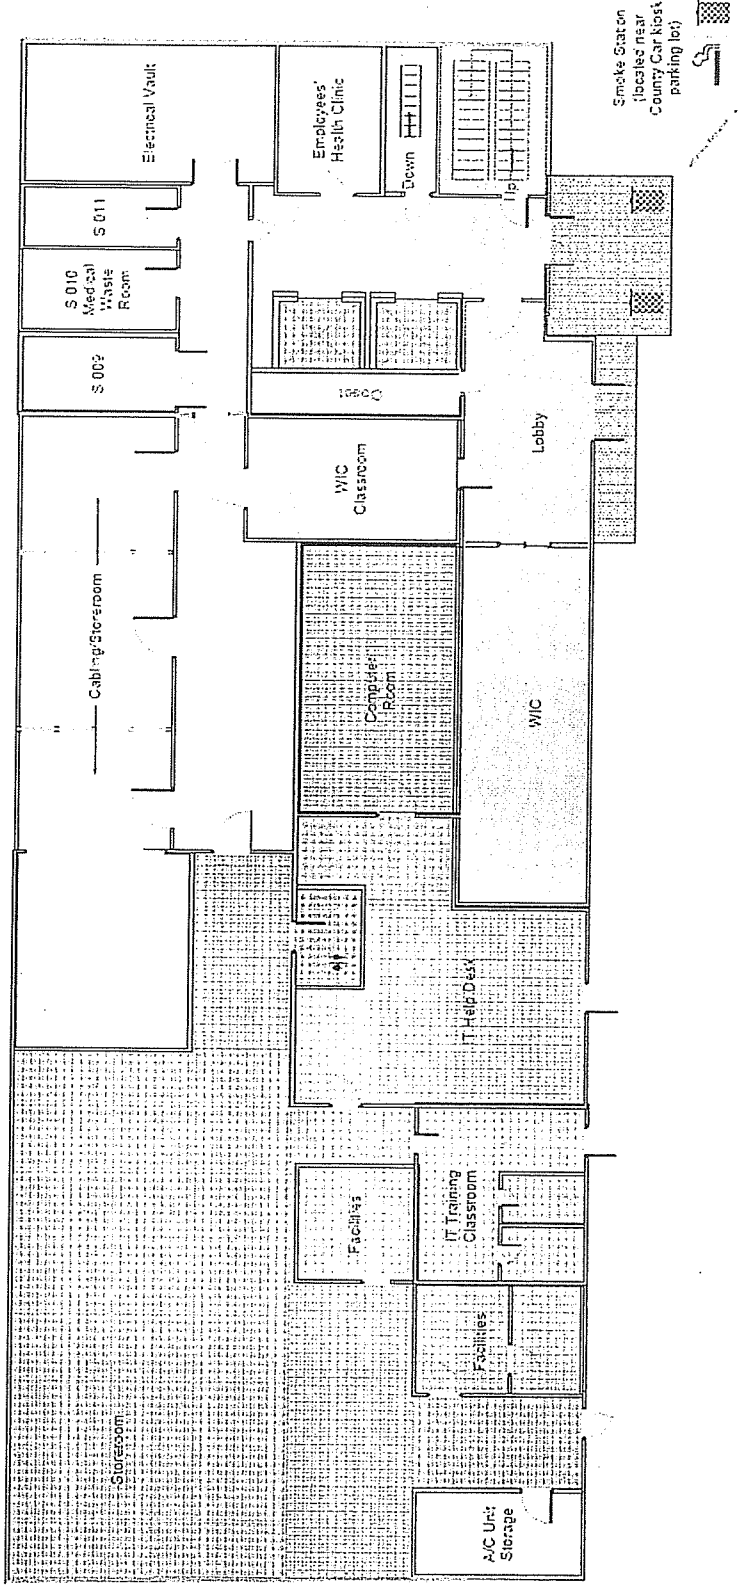 Smoke Station
(located near
County Car kiosk
parking lot)
Electrical Vault
Employees'
Health Clinic
Down
Up
S 011
S 010
Medical
Waste
Room
S 009
Closet
WIC
Classroom
Lobby
Cabling/Storeroom
Computer
Room
WIC
IT Help Desk
IT Training
Classroom
Facilities
Facilities
Storeroom
A/C Unit
Storage